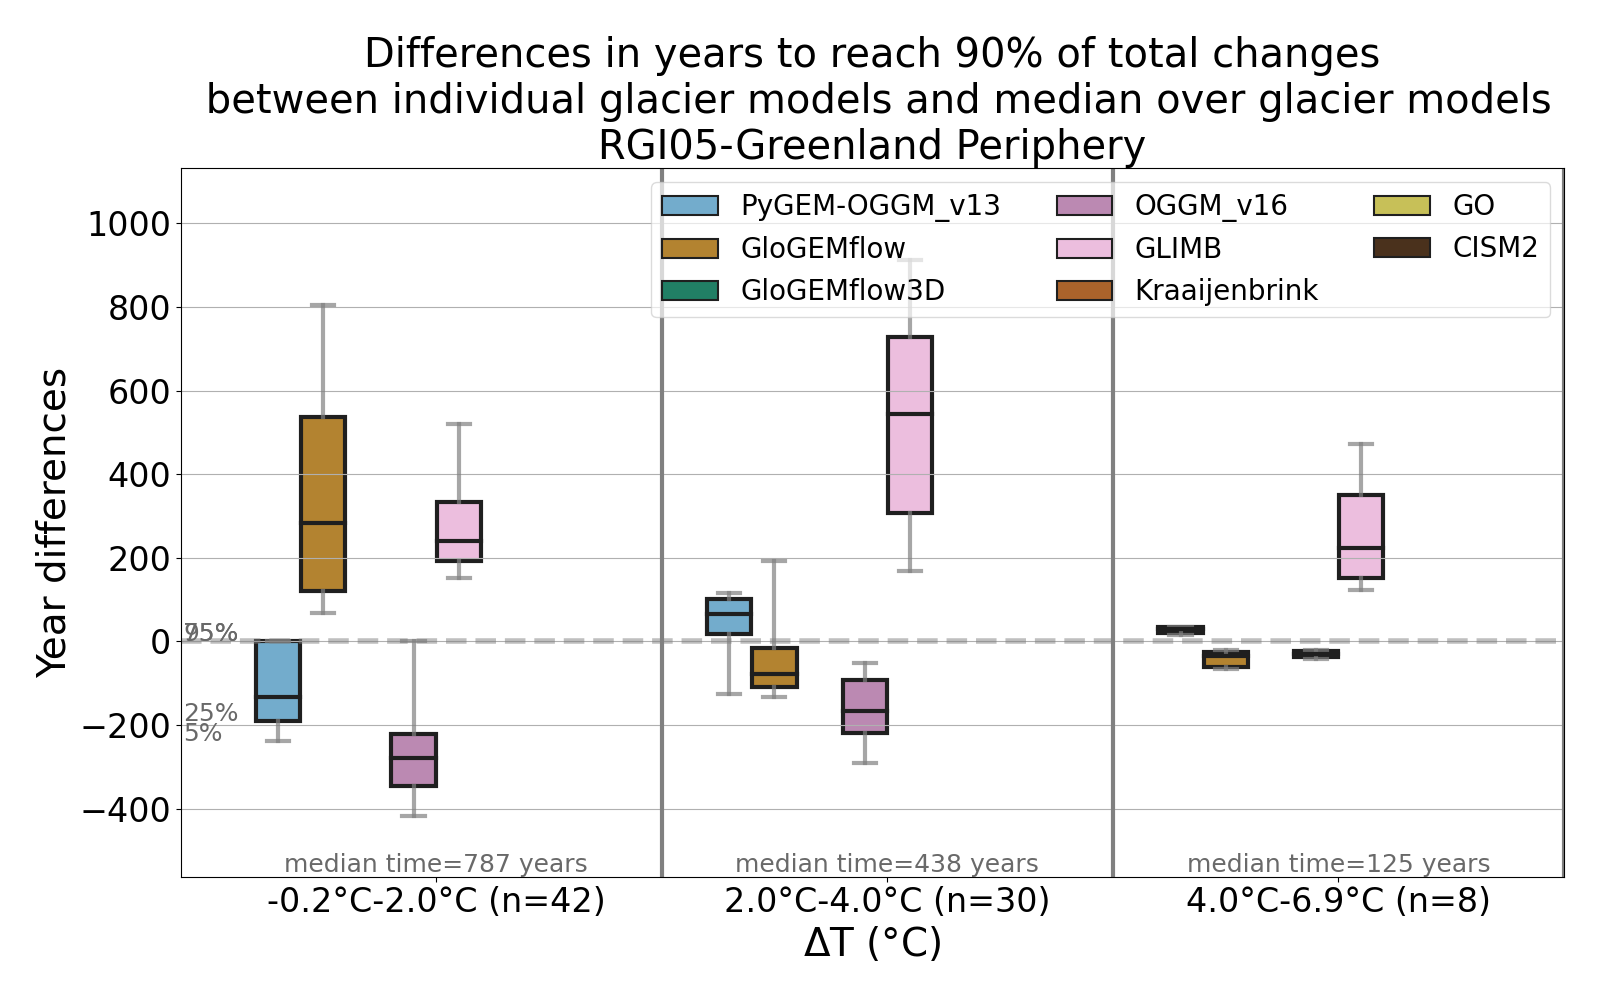 Differences in years to reach 90% of total changes
between individual glacier models and median over glacier models
RGI05-Greenland Periphery
PyGEM-OGGM_v13
GloGEMflow
GloGEMflow3D
OGGM_v16
GLIMB
Kraaijenbrink
GO
CISM2
Year differences
1000
800
600
400
200
0
−200
−400
95%
75%
25%
5%
median time=787 years
median time=438 years
median time=125 years
-0.2°C-2.0°C (n=42)
2.0°C-4.0°C (n=30)
4.0°C-6.9°C (n=8)
ΔT (°C)